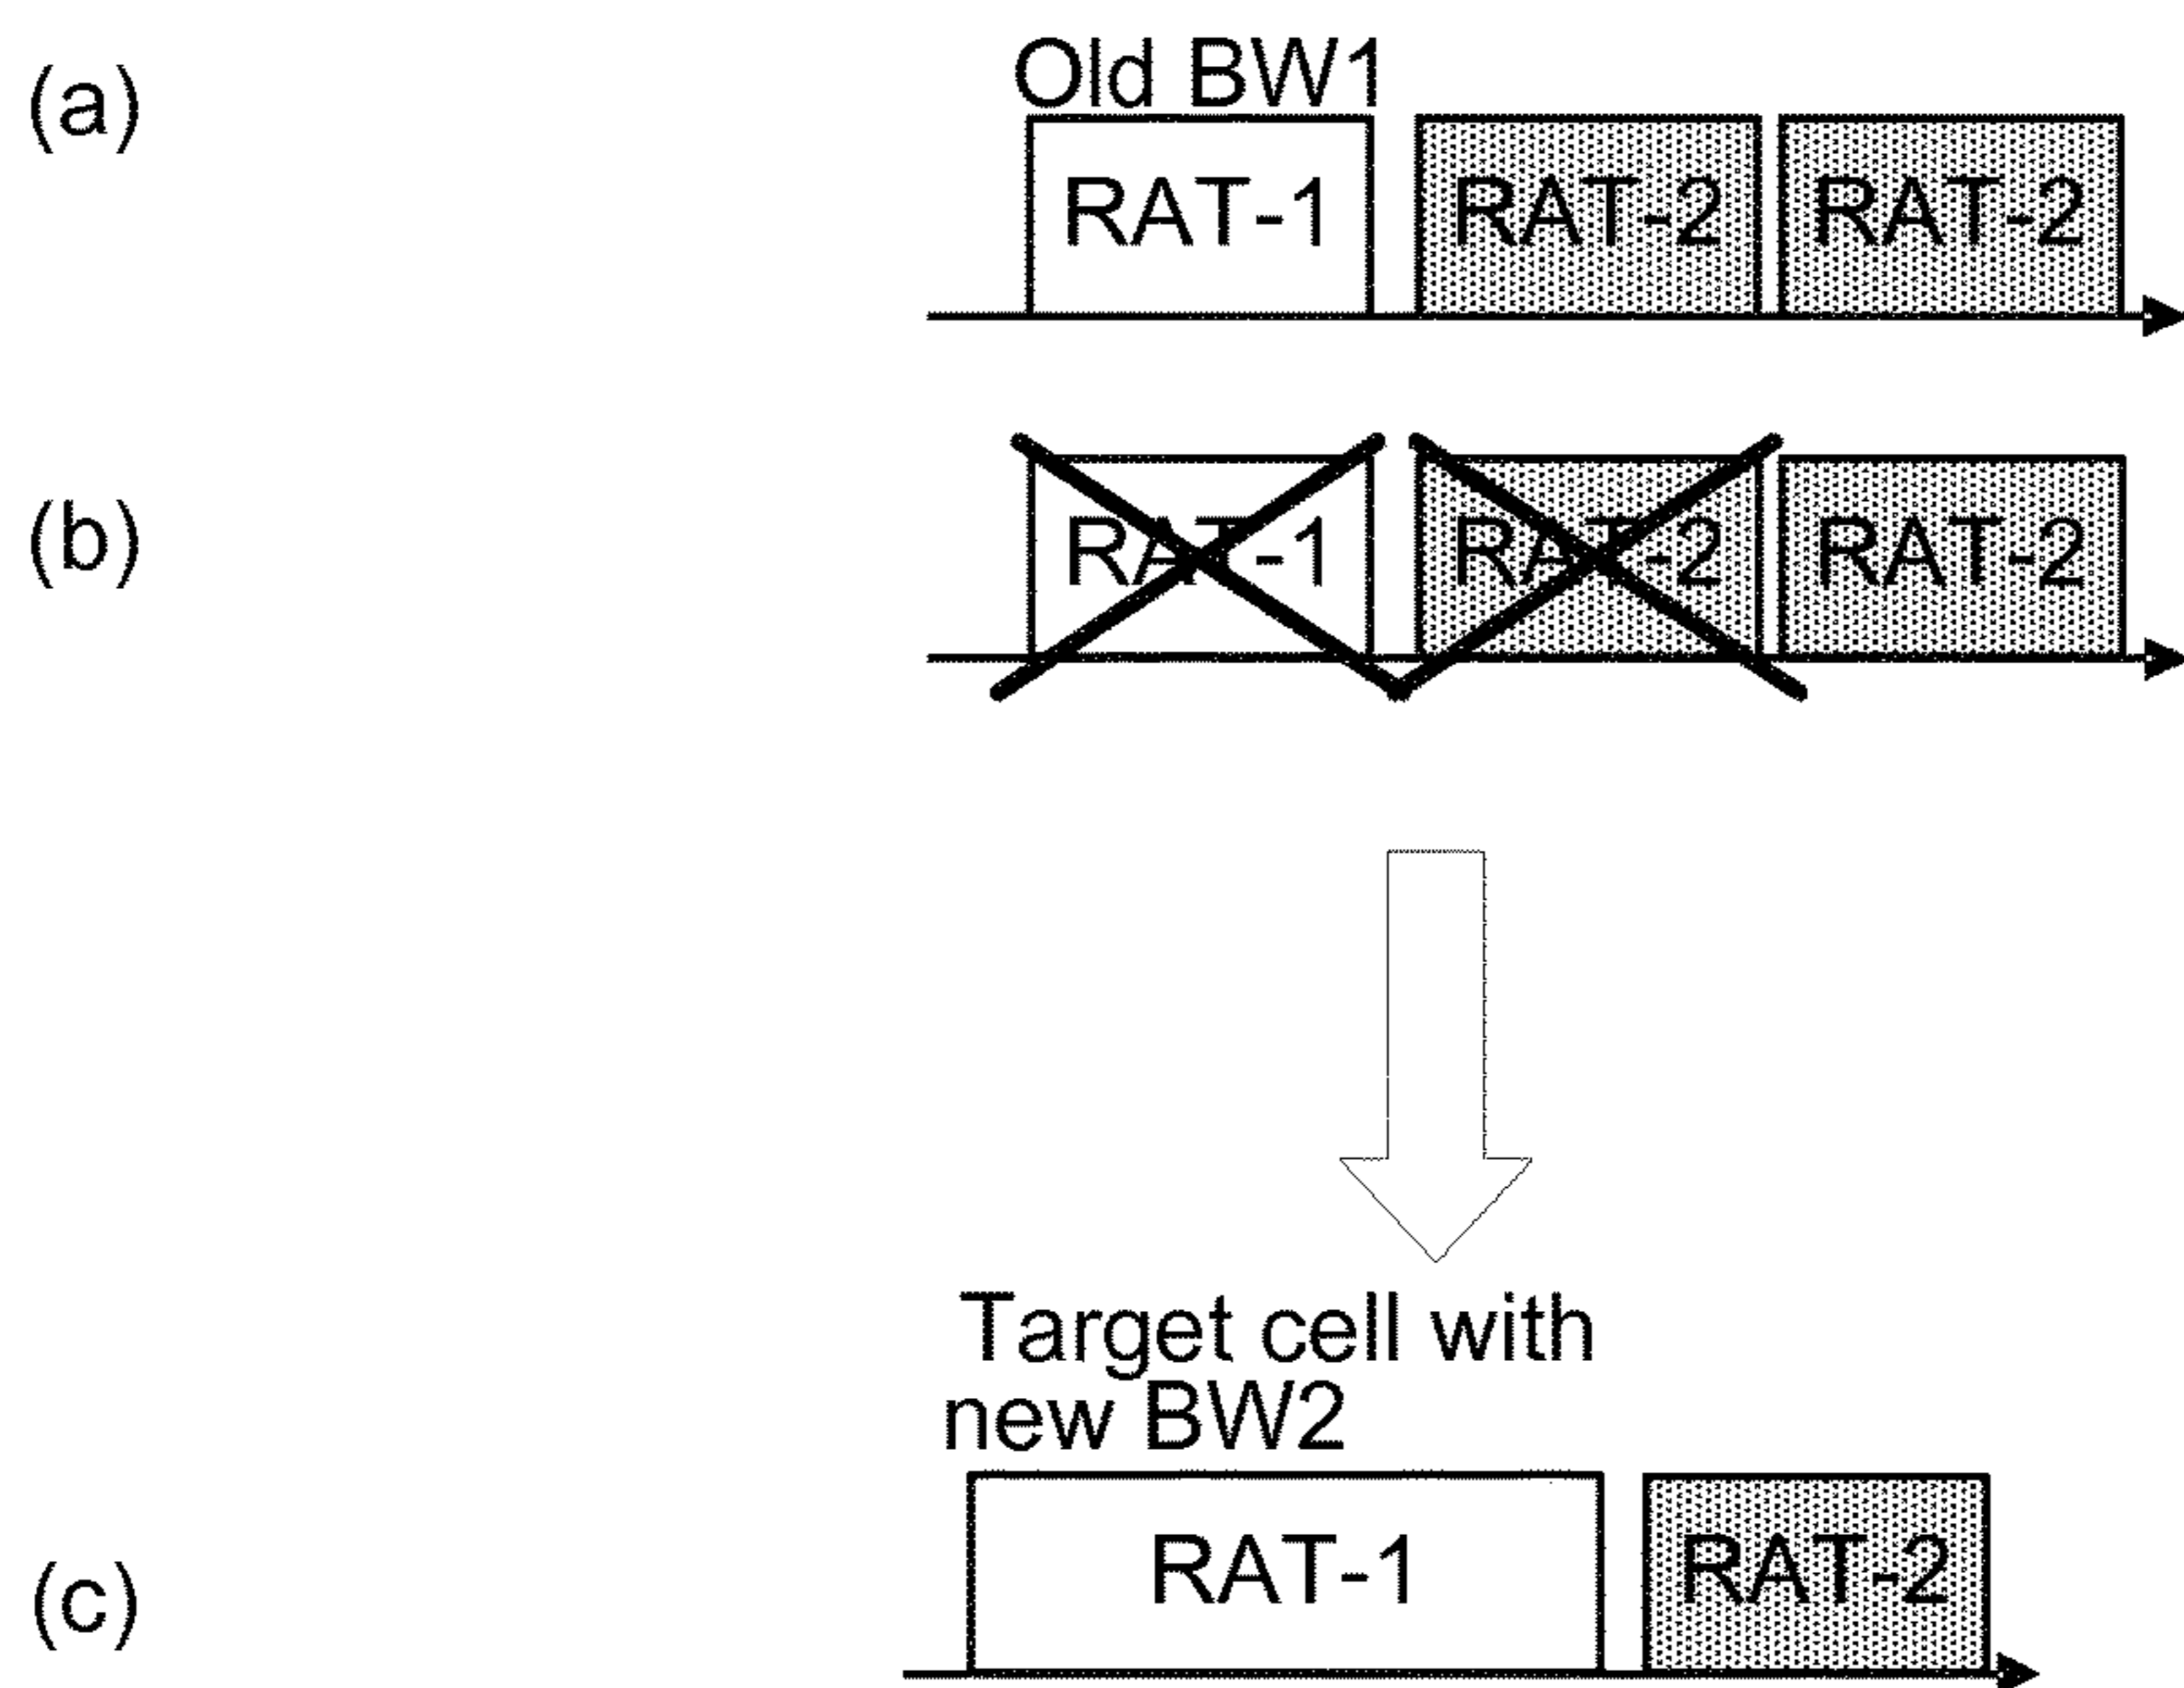 (a)
Old BW1
RAT-1 RAT-2 RAT-2
(b)
RAT-1 RAT-2 RAT-2
Target cell with
new BW2
(c)
RAT-1 RAT-2